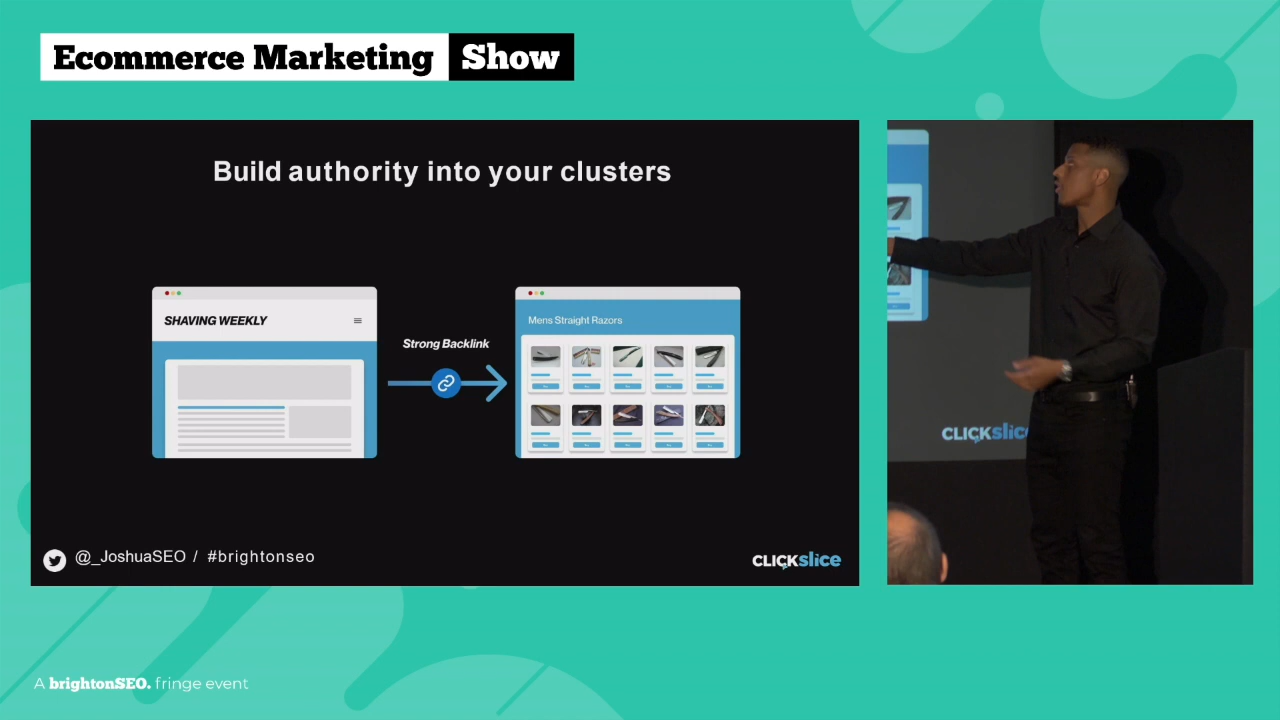 Ecommerce Marketing Show
Build authority into your clusters
SHAVING WEEKLY
Strong Backlink
Mens Straight Razors
@_JoshuaSEO / #brightonseo
CLICKslice
CLICKslic
A brightonSEO. fringe event